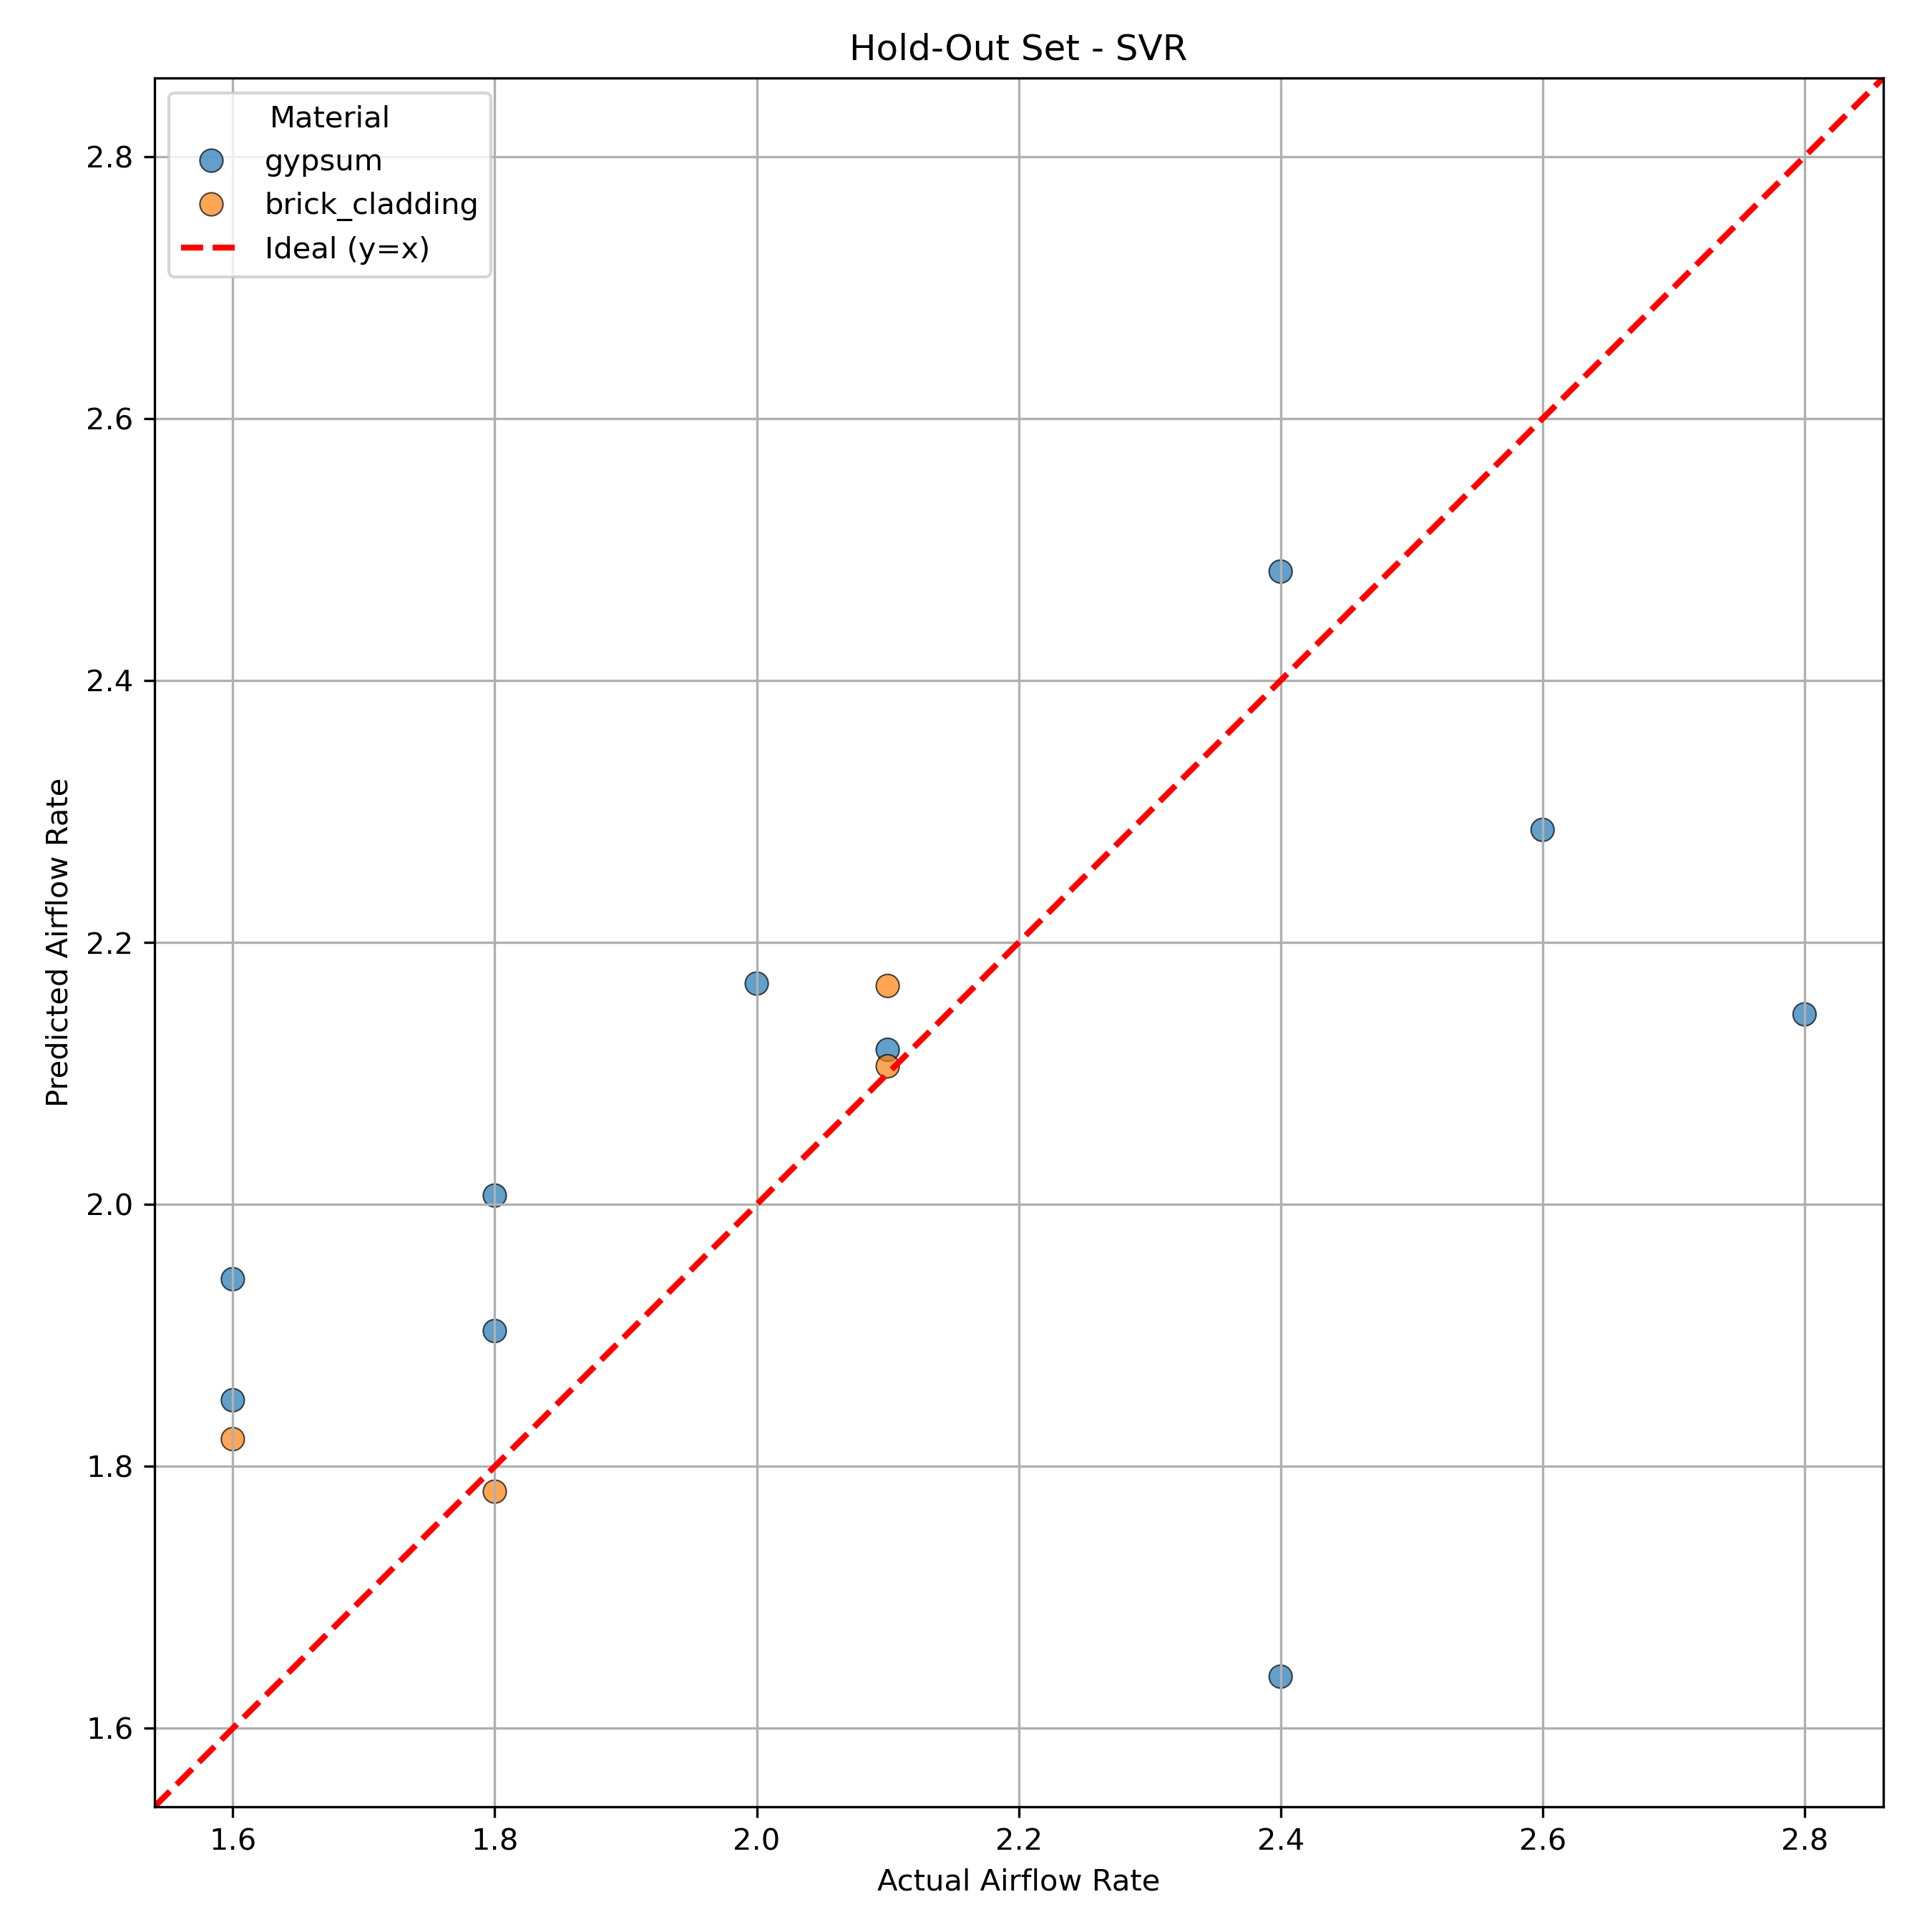 Hold-Out Set - SVR
Material
gypsum
brick_cladding
Ideal (y=x)
2.8
2.6
2.4
2.2
2.0
1.8
1.6
Predicted Airflow Rate
1.6 1.8 2.0 2.2 2.4 2.6 2.8
Actual Airflow Rate